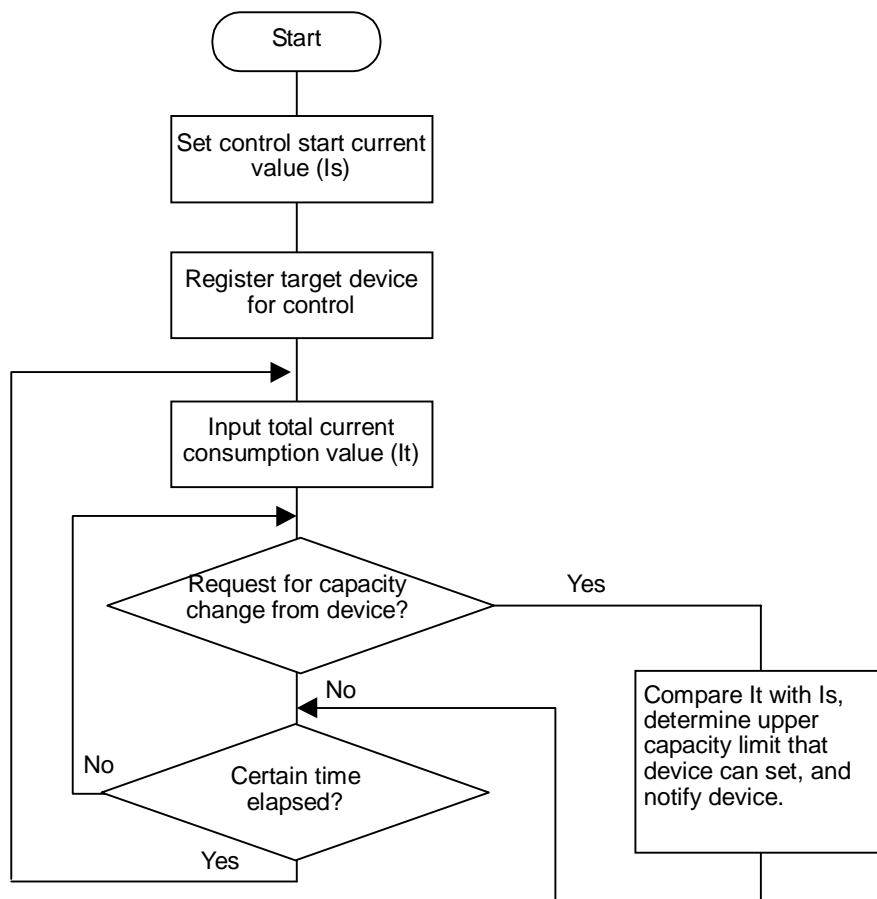 Start
Set control start current
value (Is)
Register target device
for control
Input total current
consumption value (It)
Request for capacity
change from device?
Yes
No
Compare It with Is,
determine upper
capacity limit that
device can set, and
notify device.
No
Certain time
elapsed?
Yes